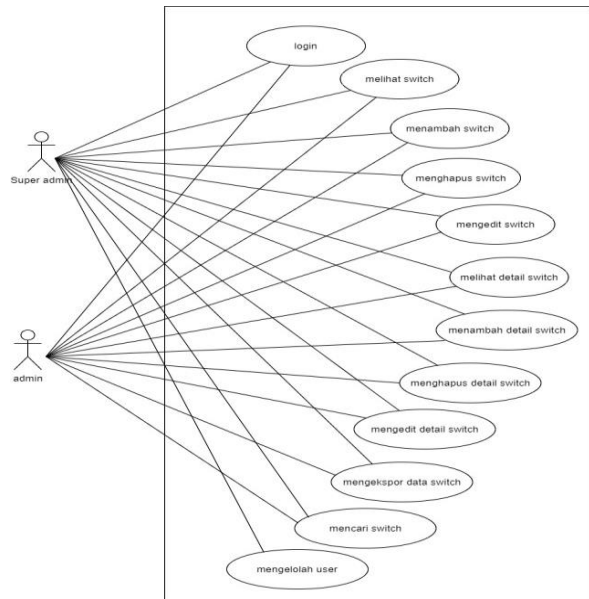 login
melihat switch
menambah switch
Super admin
menghapus switch
mengedit switch
melihat detail switch
menambah detail switch
admin
menghapus detail switch
mengedit detail switch
mengekspor data switch
mencari switch
mengelolah user